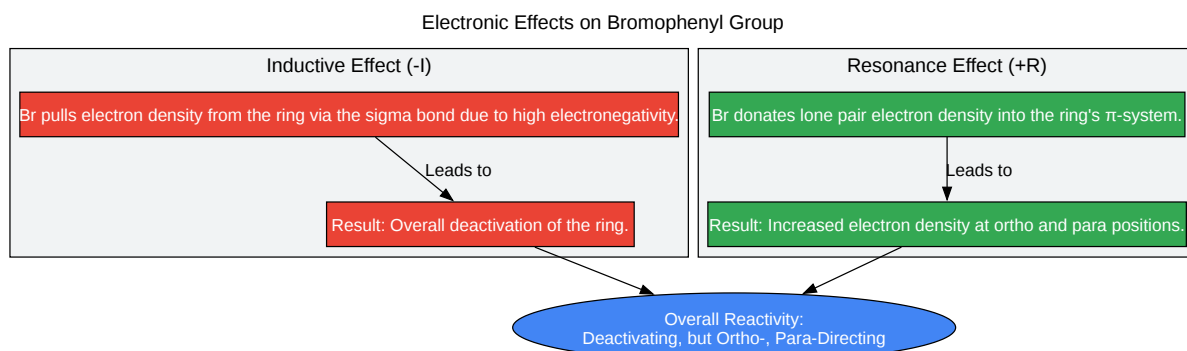 Electronic Effects on Bromophenyl Group
Inductive Effect (-I)
Br pulls electron density from the ring via the sigma bond due to high electronegativity.
Leads to
Result: Overall deactivation of the ring.
Resonance Effect (+R)
Br donates lone pair electron density into the ring's π-system.
Leads to
Result: Increased electron density at ortho and para positions.
Overall Reactivity:
Deactivating, but Ortho-, Para-Directing